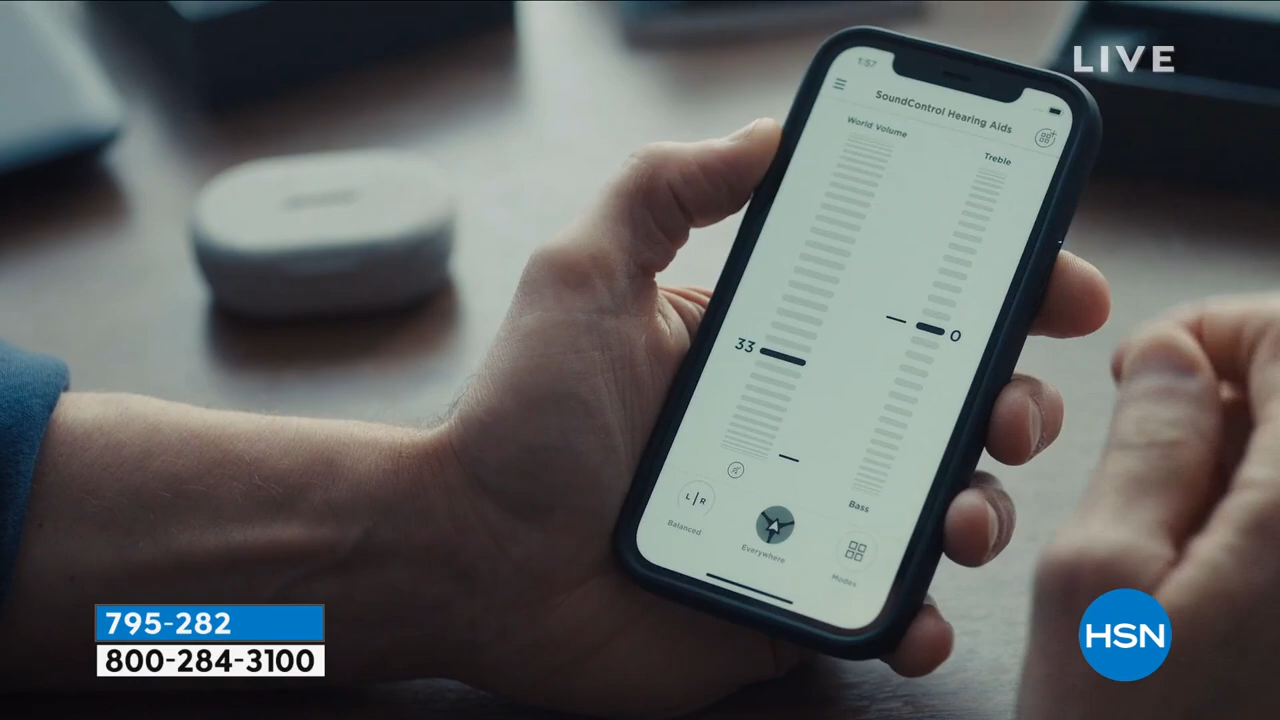 LIVE
1:57
SoundControl Hearing Aids
World Volume
Treble
33
0
Bass
L R
Balanced
Everywhere
Modes
795-282
800-284-3100
HSN